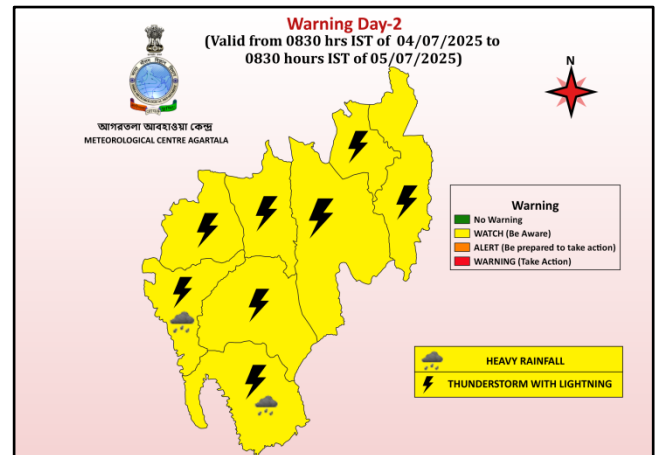 Warning Day-2
(Valid from 0830 hrs IST of 04/07/2025 to
0830 hours IST of 05/07/2025)
N
আগরতলা আবহাওয়া কেন্দ্র
METEOROLOGICAL CENTRE AGARTALA
Warning
No Warning
WATCH (Be Aware)
ALERT (Be prepared to take action)
WARNING (Take Action)
HEAVY RAINFALL
THUNDERSTORM WITH LIGHTNING